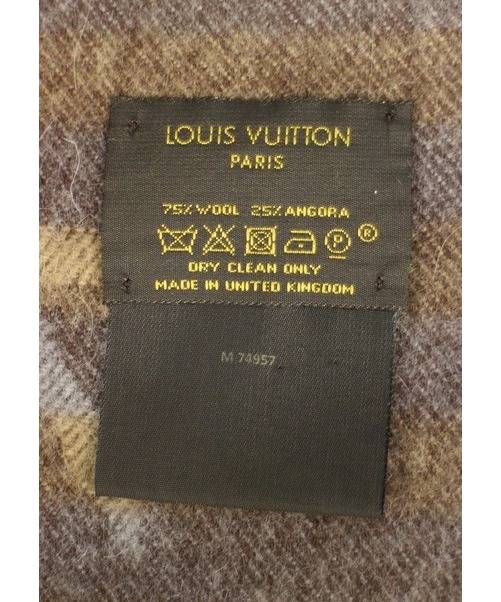 LOUIS VUITTON
PARIS
75% WOOL 25% ANGORA
P ®
DRY CLEAN ONLY
MADE IN UNITED KINGDOM
M 74957